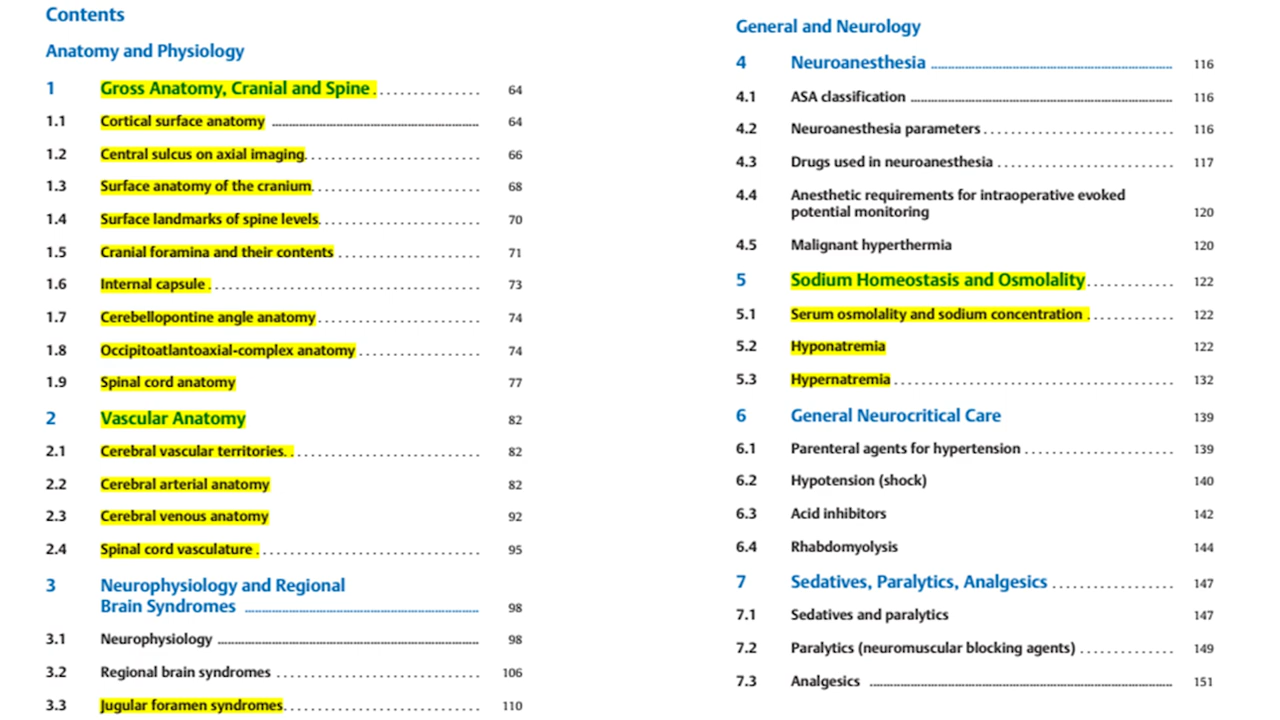 Contents
Anatomy and Physiology
1 Gross Anatomy, Cranial and Spine . . . . . . . . . . . . . . . . 64
1.1 Cortical surface anatomy ........................................ 64
1.2 Central sulcus on axial imaging. . . . . . . . . . . . . . . . . . . . . . . . . . 66
1.3 Surface anatomy of the cranium. . . . . . . . . . . . . . . . . . . . . . . . . 68
1.4 Surface landmarks of spine levels. . . . . . . . . . . . . . . . . . . . . . . . 70
1.5 Cranial foramina and their contents . . . . . . . . . . . . . . . . . . . . . 71
1.6 Internal capsule . . . . . . . . . . . . . . . . . . . . . . . . . . . . . . . . . . . . . 73
1.7 Cerebellopontine angle anatomy . . . . . . . . . . . . . . . . . . . . . . . . 74
1.8 Occipitoatlantoaxial-complex anatomy . . . . . . . . . . . . . . . . . . 74
1.9 Spinal cord anatomy 77
2 Vascular Anatomy 82
2.1 Cerebral vascular territories. . . . . . . . . . . . . . . . . . . . . . . . . . . . 82
2.2 Cerebral arterial anatomy 82
2.3 Cerebral venous anatomy 92
2.4 Spinal cord vasculature . . . . . . . . . . . . . . . . . . . . . . . . . . . . . . . 95
3 Neurophysiology and Regional
Brain Syndromes ........................................ 98
3.1 Neurophysiology ........................................ 98
3.2 Regional brain syndromes . . . . . . . . . . . . . . . . . . . . . . . . . . . . . 106
3.3 Jugular foramen syndromes. . . . . . . . . . . . . . . . . . . . . . . . . . . . 110
General and Neurology
4 Neuroanesthesia ........................................ 116
4.1 ASA classification ........................................ 116
4.2 Neuroanesthesia parameters . . . . . . . . . . . . . . . . . . . . . . . . . . . 116
4.3 Drugs used in neuroanesthesia . . . . . . . . . . . . . . . . . . . . . . . . . 117
4.4 Anesthetic requirements for intraoperative evoked
potential monitoring 120
4.5 Malignant hyperthermia 120
5 Sodium Homeostasis and Osmolality . . . . . . . . . . . . . 122
5.1 Serum osmolality and sodium concentration . . . . . . . . . . . . . 122
5.2 Hyponatremia 122
5.3 Hypernatremia . . . . . . . . . . . . . . . . . . . . . . . . . . . . . . . . . . . . . . . 132
6 General Neurocritical Care 139
6.1 Parenteral agents for hypertension . . . . . . . . . . . . . . . . . . . . . . 139
6.2 Hypotension (shock) 140
6.3 Acid inhibitors 142
6.4 Rhabdomyolysis 144
7 Sedatives, Paralytics, Analgesics . . . . . . . . . . . . . . . . . 147
7.1 Sedatives and paralytics 147
7.2 Paralytics (neuromuscular blocking agents) . . . . . . . . . . . . . . 149
7.3 Analgesics ........................................ 151